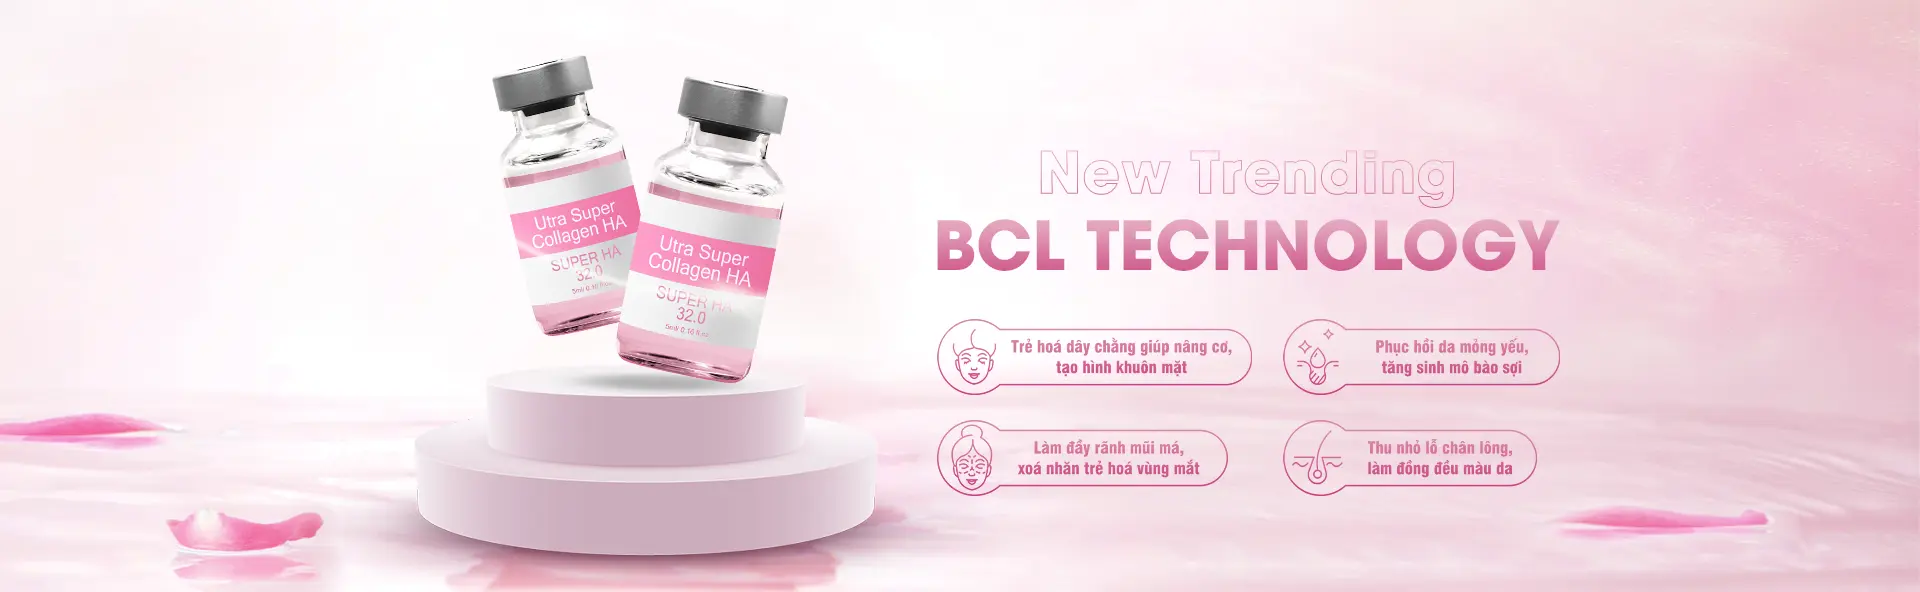 Utra Super
Collagen HA
SUPER HA
32.0
Utra Super
Collagen HA
SUPER HA
32.0
New Trending
BCL TECHNOLOGY
Trẻ hoá dây chằng giúp nâng cơ,
tạo hình khuôn mặt
Phục hồi da mỏng yếu,
tăng sinh mô bào sợi
Làm đầy rãnh mũi má,
xoá nhăn trẻ hoá vùng mắt
Thu nhỏ lỗ chân lông,
làm đồng đều màu da